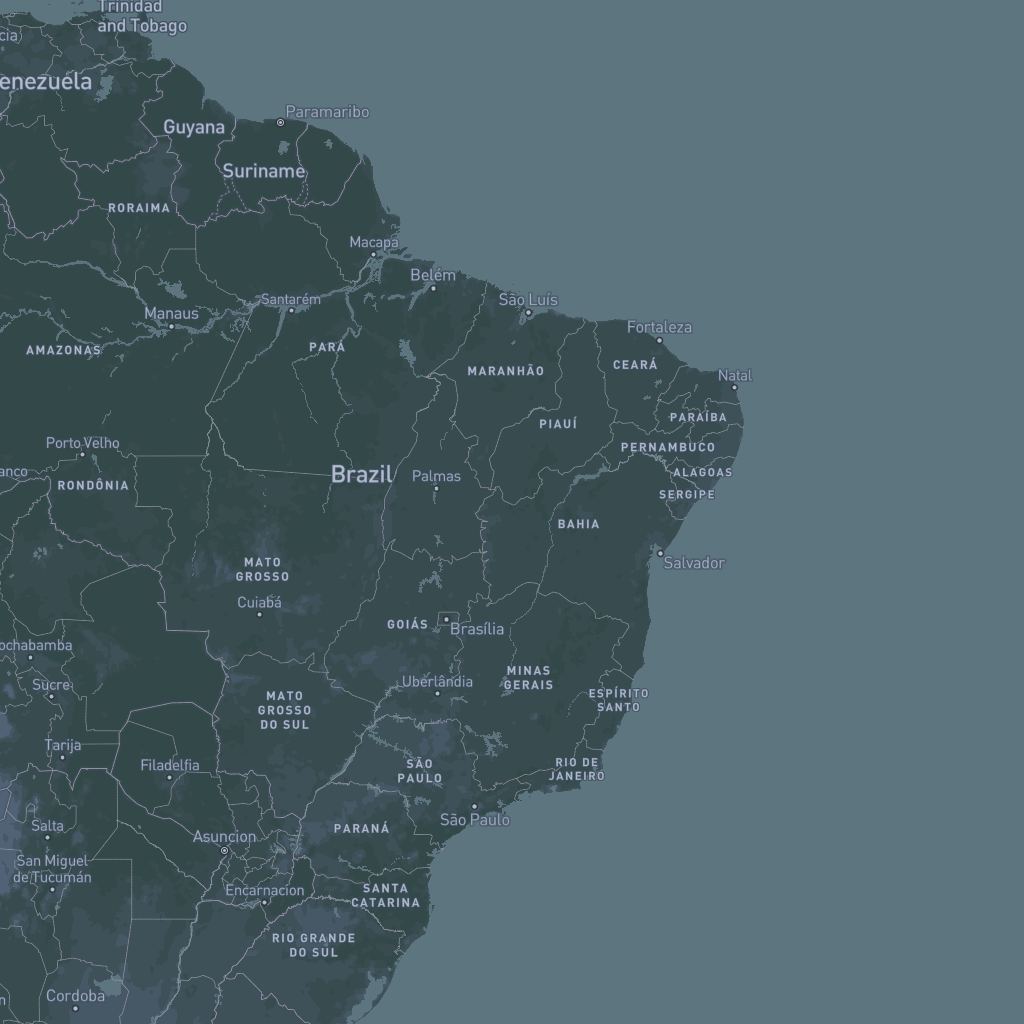 Trinidad
and Tobago
cia)
enezuela
Paramaribo
Guyana
Suriname
RORAIMA
Macapá
Belém
Santarém
São Luís
Manaus
Fortaleza
AMAZONAS
PARÁ
MARANHÃO
CEARÁ
Natal
PARAÍBA
PIAUÍ
Porto Velho
PERNAMBUCO
anco
Brazil
Palmas
ALAGOAS
RONDÔNIA
SERGIPE
BAHIA
MATO
GROSSO
Salvador
Cuiabá
GOIÁS
Brasília
ochabamba
MINAS
GERAIS
Sucre
Uberlândia
ESPÍRITO
SANTO
MATO
GROSSO
DO SUL
Tarija
Filadelfia
SÃO
PAULO
RIO DE
JANEIRO
Salta
PARANÁ
São Paulo
Asuncion
San Miguel
de Tucumán
Encarnacion
SANTA
CATARINA
RIO GRANDE
DO SUL
Cordoba
n